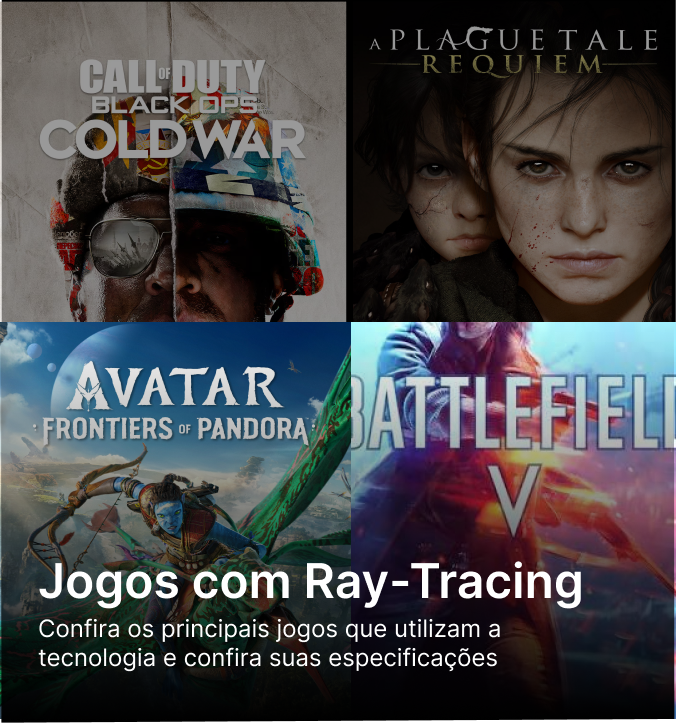 CALL OF DUTY
BLACK OPS
COLD WAR
A PLAGUE TALE
REQUIEM
AVATAR
FRONTIERS OF PANDORA
BATTLEFIELD
V
Jogos com Ray-Tracing
Confira os principais jogos que utilizam a
tecnologia e confira suas especificações